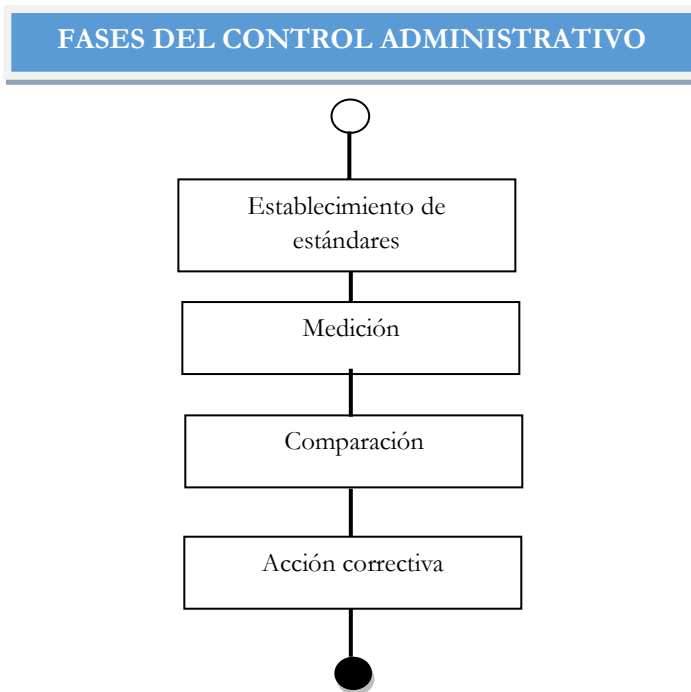 FASES DEL CONTROL ADMINISTRATIVO
Establecimiento de
estándares
Medición
Comparación
Acción correctiva